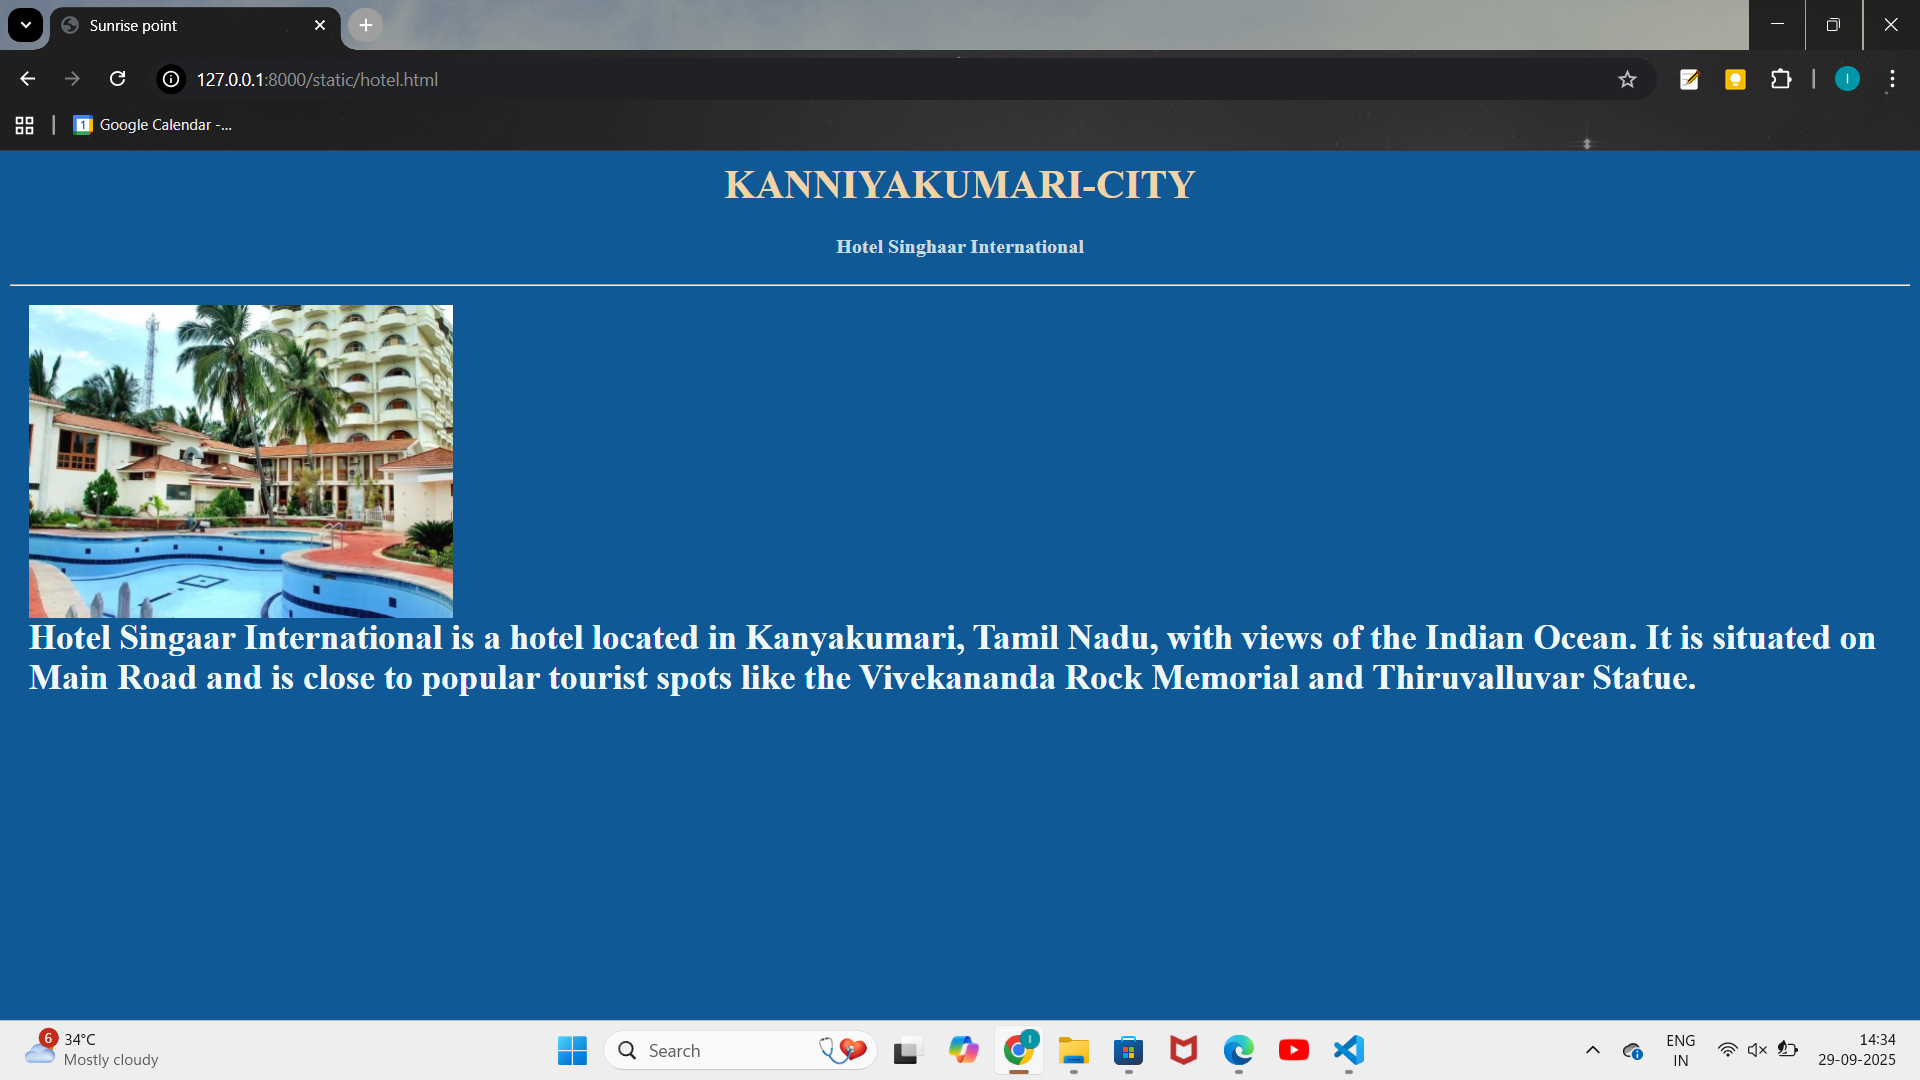 Sunrise point
127.0.0.1:8000/static/hotel.html
Google Calendar -...
KANNIYAKUMARI-CITY
Hotel Singhaar International
Hotel Singaar International is a hotel located in Kanyakumari, Tamil Nadu, with views of the Indian Ocean. It is situated on
Main Road and is close to popular tourist spots like the Vivekananda Rock Memorial and Thiruvalluvar Statue.
6
34°C
Mostly cloudy
Search
ENG
IN
14:34
29-09-2025